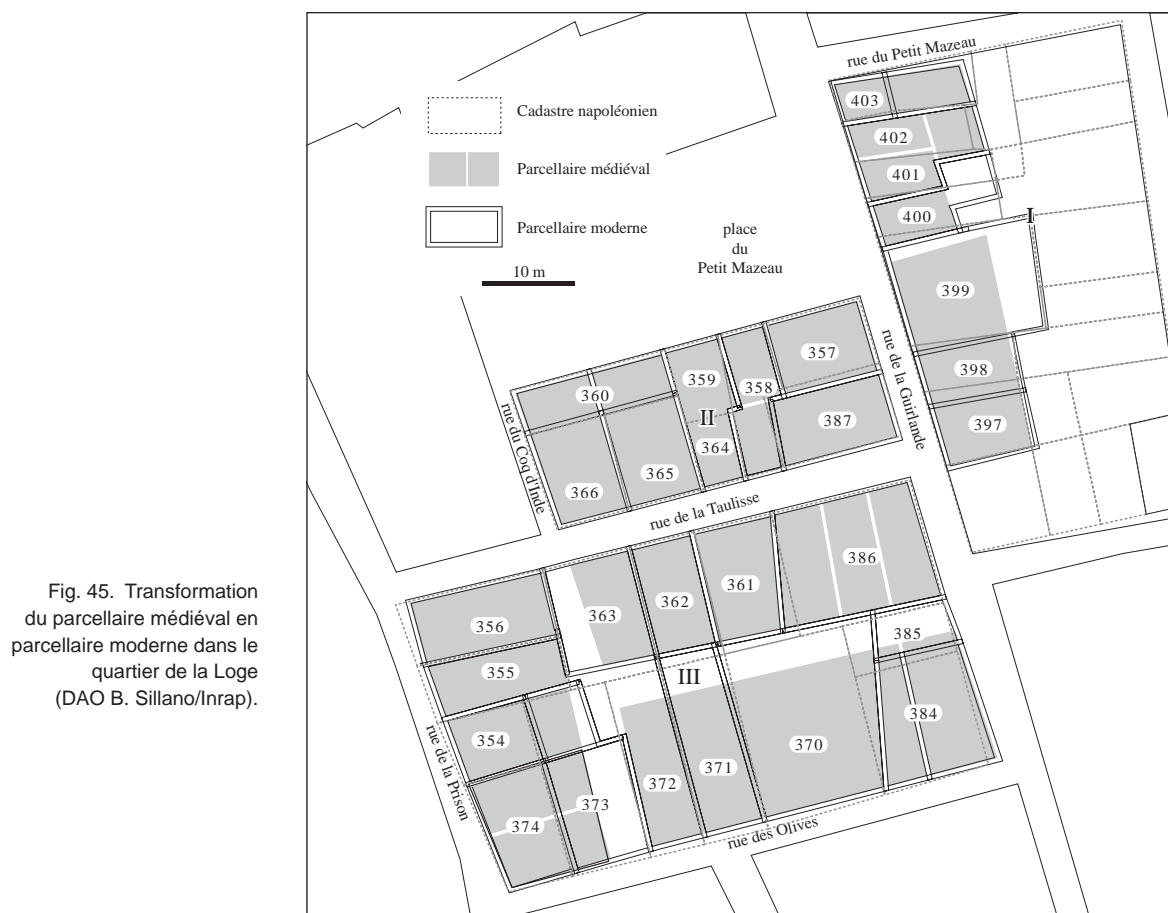 rue du Petit Mazeau
403
Cadastre napoléonien
402
Parcellaire médiéval
401
400
I
Parcellaire moderne
place
du
Petit Mazeau
10 m
399
rue de la Guirlande
357
359
358
398
360
397
II
387
364
rue du Coq d'Inde
365
366
rue de la Taulisse
386
361
362
363
356
385
355
III
384
354
370
371
372
373
374
rue de la Prison
rue des Olives
Fig. 45. Transformation
du parcellaire médiéval en
parcellaire moderne dans le
quartier de la Loge
(DAO B. Sillano/Inrap).